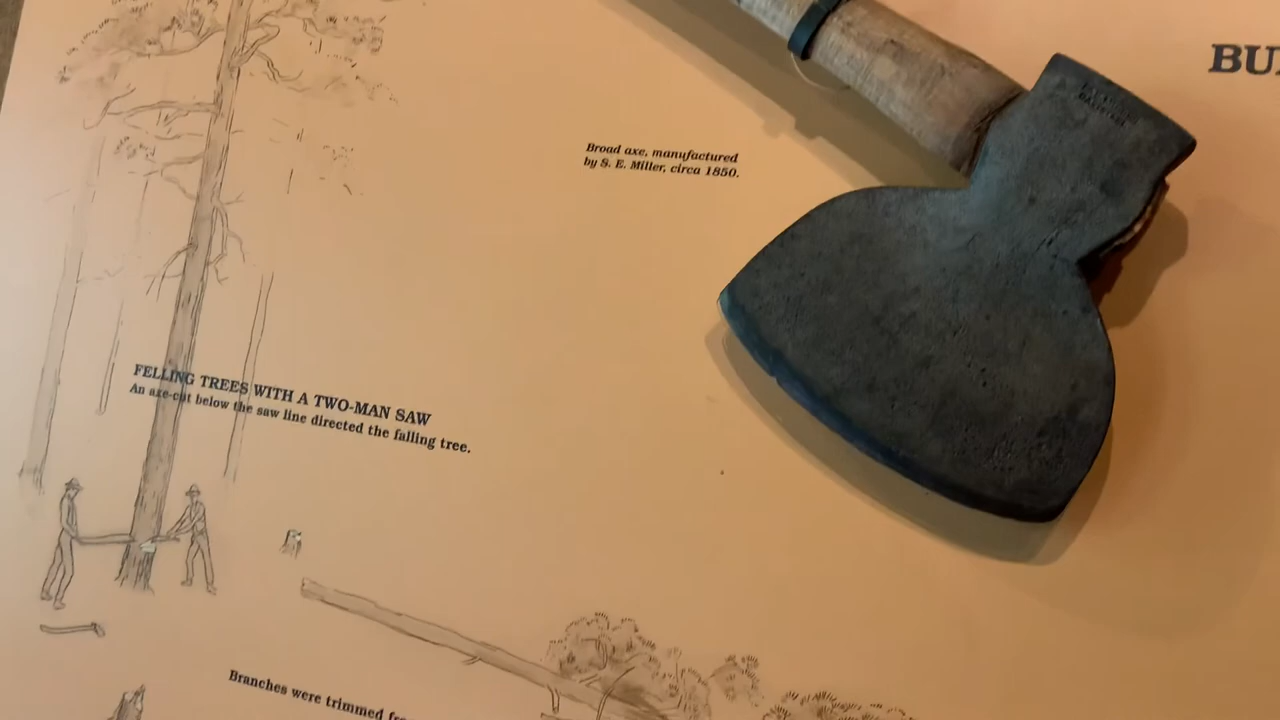 BU
Broad axe, manufactured
by S. E. Miller, circa 1850.
FELLING TREES WITH A TWO-MAN SAW
An axe-cut below the saw line directed the falling tree.
Branches were trimmed